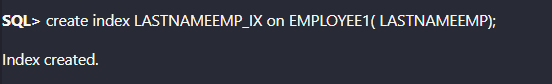 SQL> create index LASTNAMEEMP_IX on EMPLOYEE1( LASTNAMEEMP);
Index created.